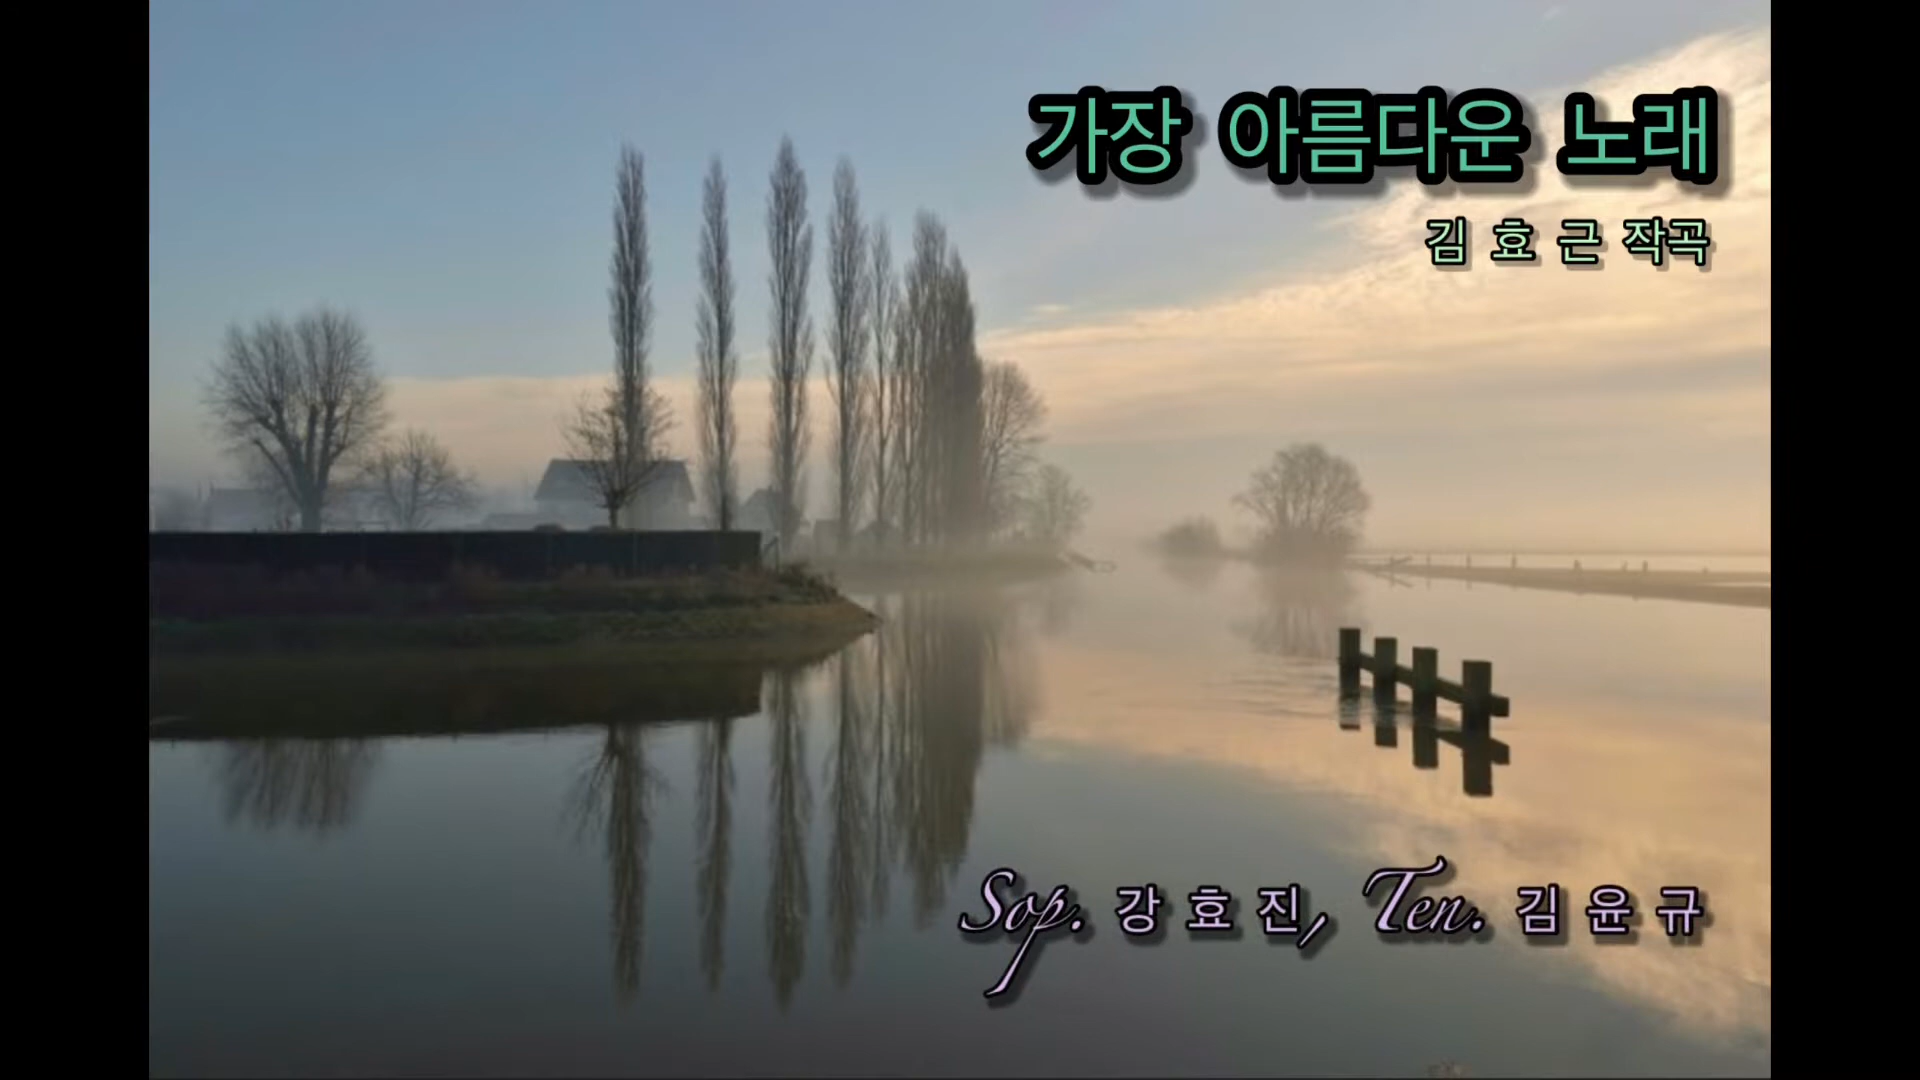 가장 아름다운 노래
김 효 근 작곡
Sop. 강 효 진, Ten. 김 윤 규